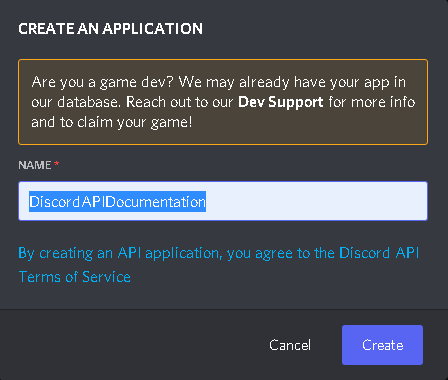 CREATE AN APPLICATION
Are you a game dev? We may already have your app in
our database. Reach out to our Dev Support for more info
and to claim your game!
NAME *
DiscordAPIDocumentation
By creating an API application, you agree to the Discord API
Terms of Service
Cancel
Create